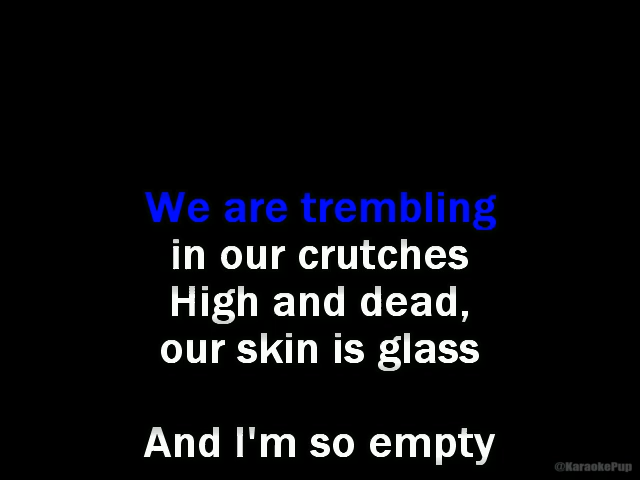 We are trembling
in our crutches
High and dead,
our skin is glass
And I'm so empty
@KaraokePup